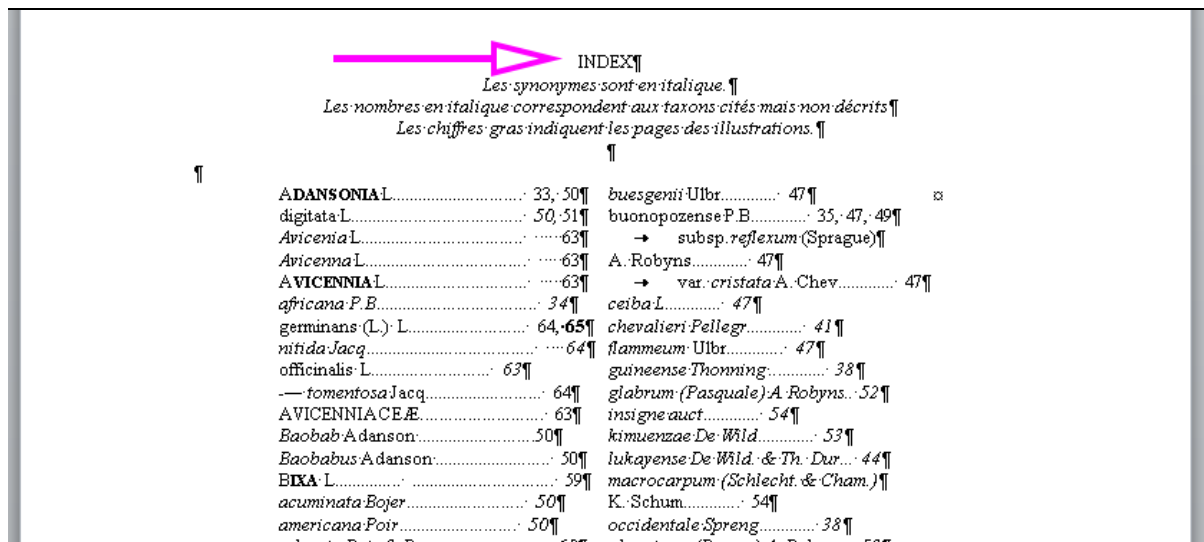 INDEX¶
Les·synonymes·sont·en·italique.¶
Les·nombres·en·italique·correspondent·aux·taxons·cités·mais·non·décrits¶
Les·chiffres·gras·indiquent·les·pages·des·illustrations.¶
¶
¶
ADANSONIA·L.............................· 33,·50¶
digitata·L.......................................· 50,·51¶
Avicenia·L.....................................· ·····63¶
Avicenna·L.....................................· ····63¶
AVICENNIA·L...............................· ·····63¶
africana·P.B.......................................· 34¶
germinans·(L.)·L...........................· 64,·65¶
nitida·Jacq.......................................· ····64¶
officinalis·L............................· 63¶
-—·tomentosa·Jacq..........................· 64¶
AVICENNIACEÆ............................· 63¶
Baobab·Adanson·...........................50¶
Baobabus·Adanson·..........................· 50¶
BIXA·L.....· ................................· 59¶
acuminata·Bojer............................· 50¶
americana·Poir...........................· 50¶
buesgenii·Ulbr.............· 47¶ ¤
buonopozense·P.B.............· 35,·47,·49¶
→ subsp.·reflexum·(Sprague)¶
A.·Robyns.............· 47¶
→ var.·cristata·A.·Chev.............· 47¶
ceiba·L.............· 47¶
chevalieri·Pellegr.............· 41¶
flammeum·Ulbr.............· 47¶
guineense·Thonning.............· 38¶
glabrum·(Pasquale)·A·Robyns..·52¶
insigne·auct.............· 54¶
kimuenzae·De·Wild.............· 53¶
lukayense·De·Wild.·&·Th.·Dur...·44¶
macrocarpum·(Schlecht.·&·Cham.)¶
K.·Schum.............· 54¶
occidentale·Spreng.............· 38¶